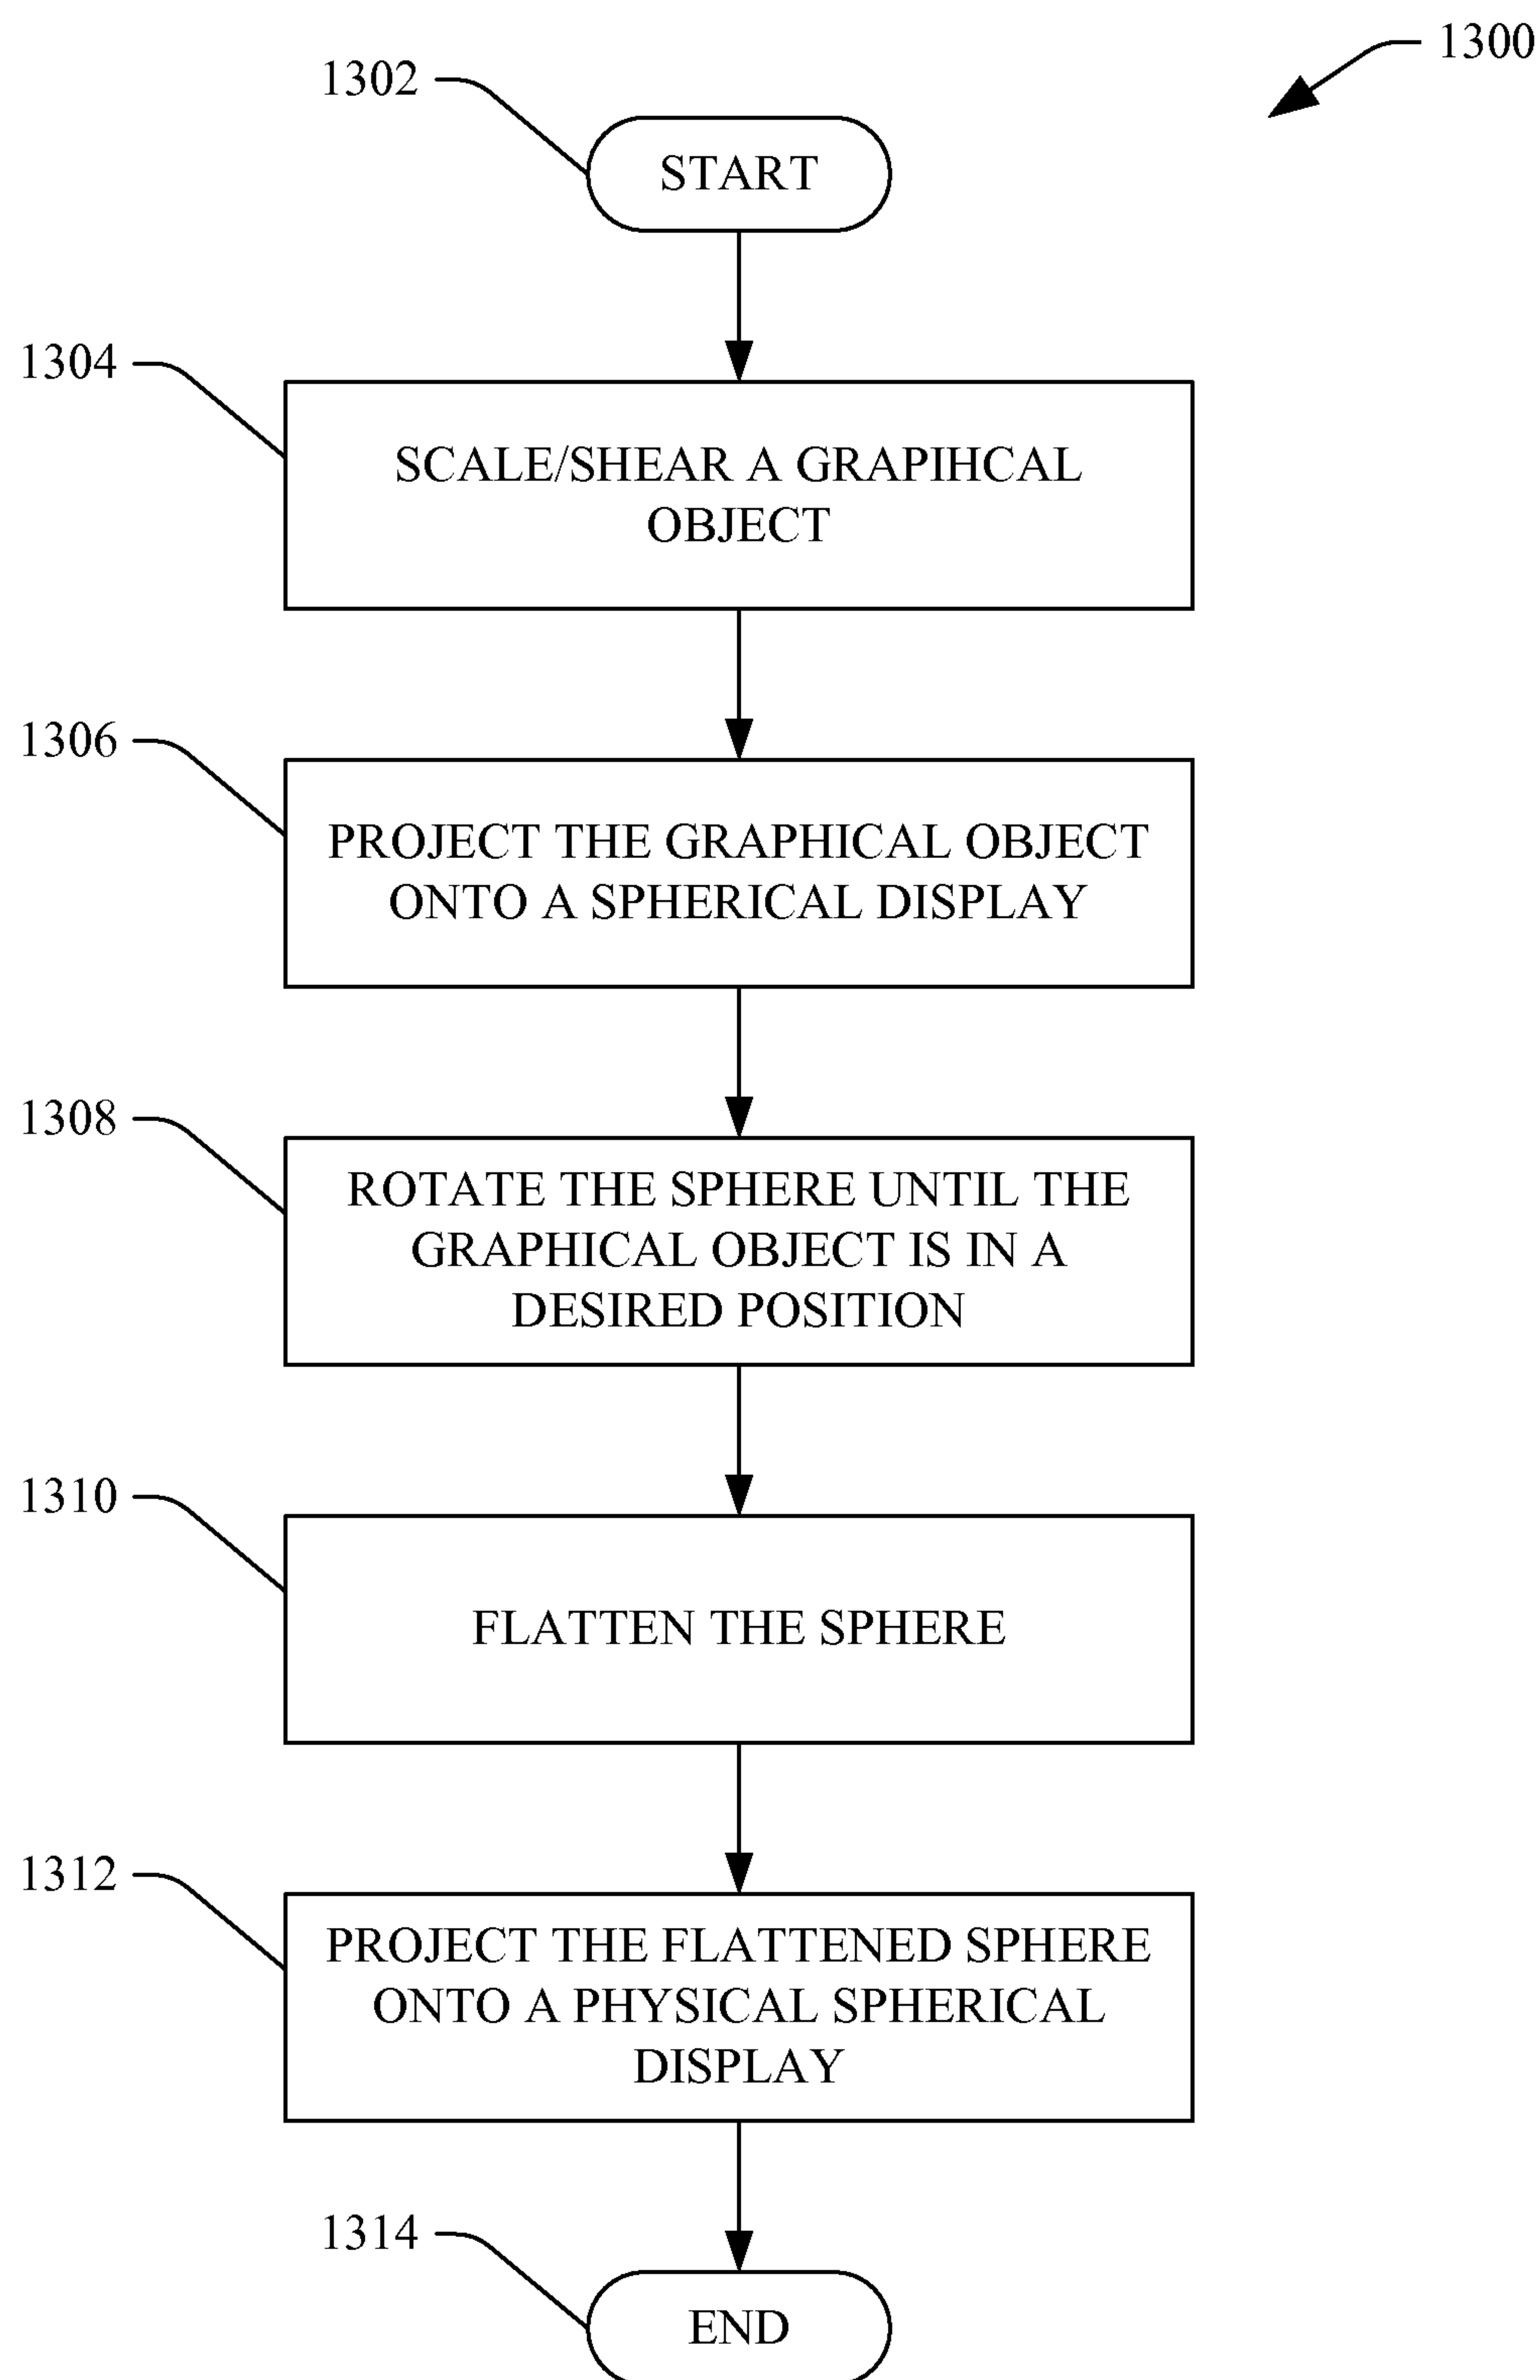 1300
1302
START
1304
SCALE/SHEAR A GRAPIHCAL
OBJECT
1306
PROJECT THE GRAPHICAL OBJECT
ONTO A SPHERICAL DISPLAY
1308
ROTATE THE SPHERE UNTIL THE
GRAPHICAL OBJECT IS IN A
DESIRED POSITION
1310
FLATTEN THE SPHERE
1312
PROJECT THE FLATTENED SPHERE
ONTO A PHYSICAL SPHERICAL
DISPLAY
1314
END